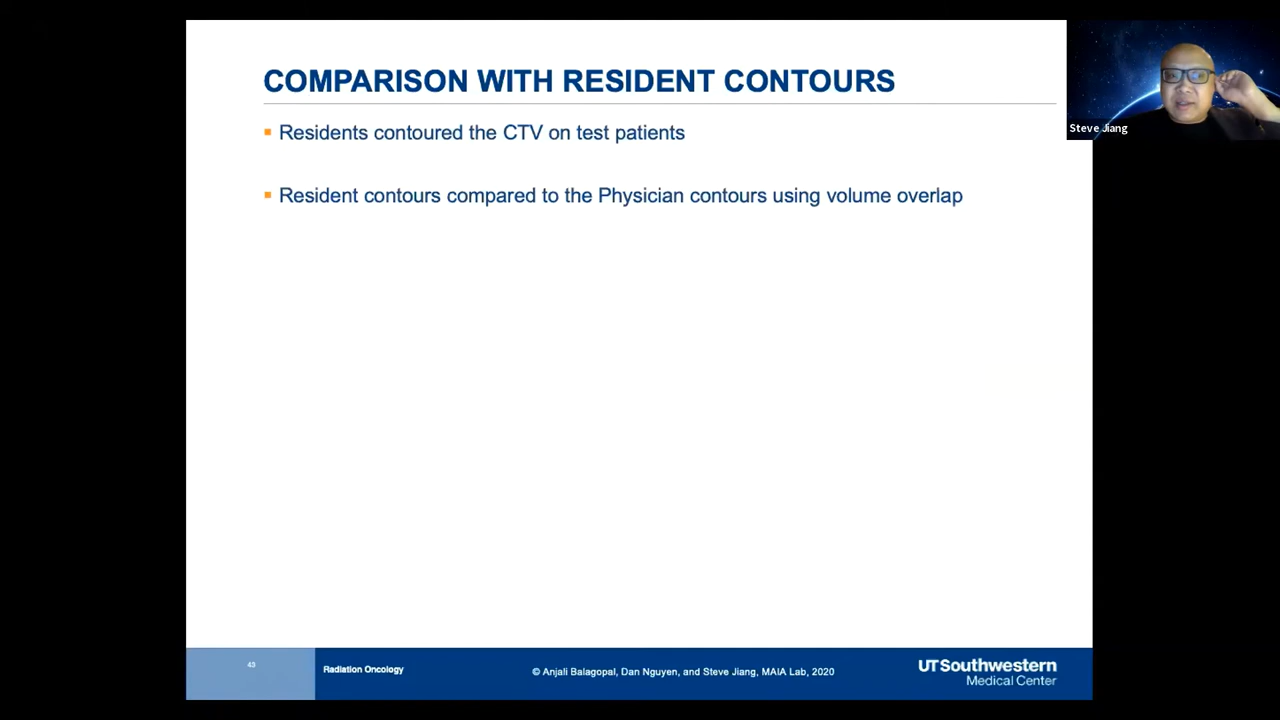 COMPARISON WITH RESIDENT CONTOURS
Steve Jiang
▪ Residents contoured the CTV on test patients
▪ Resident contours compared to the Physician contours using volume overlap
43
Radiation Oncology
© Anjali Balagopal, Dan Nguyen, and Steve Jiang, MAIA Lab, 2020
UTSouthwestern
Medical Center